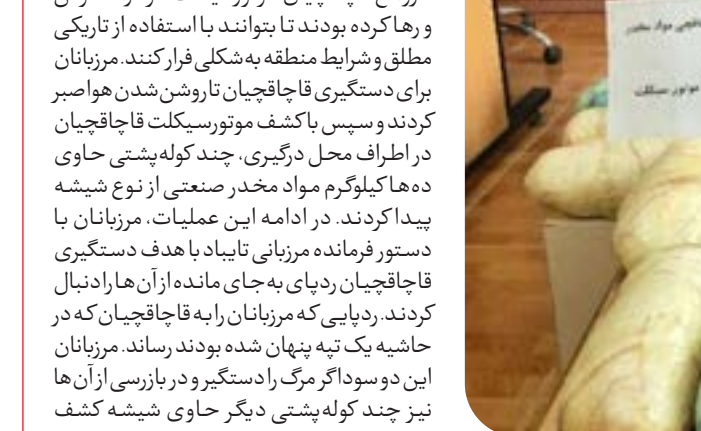 و رها کرده بودند تا بتوانند با استفاده از تاریکی
مطلق و شرایط منطقه به شکلی فرار کنند. مرزبانان
برای دستگیری قاچاقچیان تا روشن شدن هوا صبر
کردند و سپس با کشف موتورسیکلت قاچاقچیان
در اطراف محل درگیری، چند کوله‌پشتی حاوی
ده‌ها کیلوگرم مواد مخدر صنعتی از نوع شیشه
پیدا کردند. در ادامه این عملیات، مرزبانان با
دستور فرمانده مرزبانی تایباد با هدف دستگیری
قاچاقچیان ردپای به جای مانده از آن‌ها را دنبال
کردند. ردپایی که مرزبانان را به قاچاقچیان که در
حاشیه یک تپه پنهان شده بودند رساند. مرزبانان
این دو سوداگر مرگ را دستگیر و در بازرسی از آن‌ها
نیز چند کوله‌پشتی دیگر حاوی شیشه کشف
مواد مخدر
موتور سیکلت